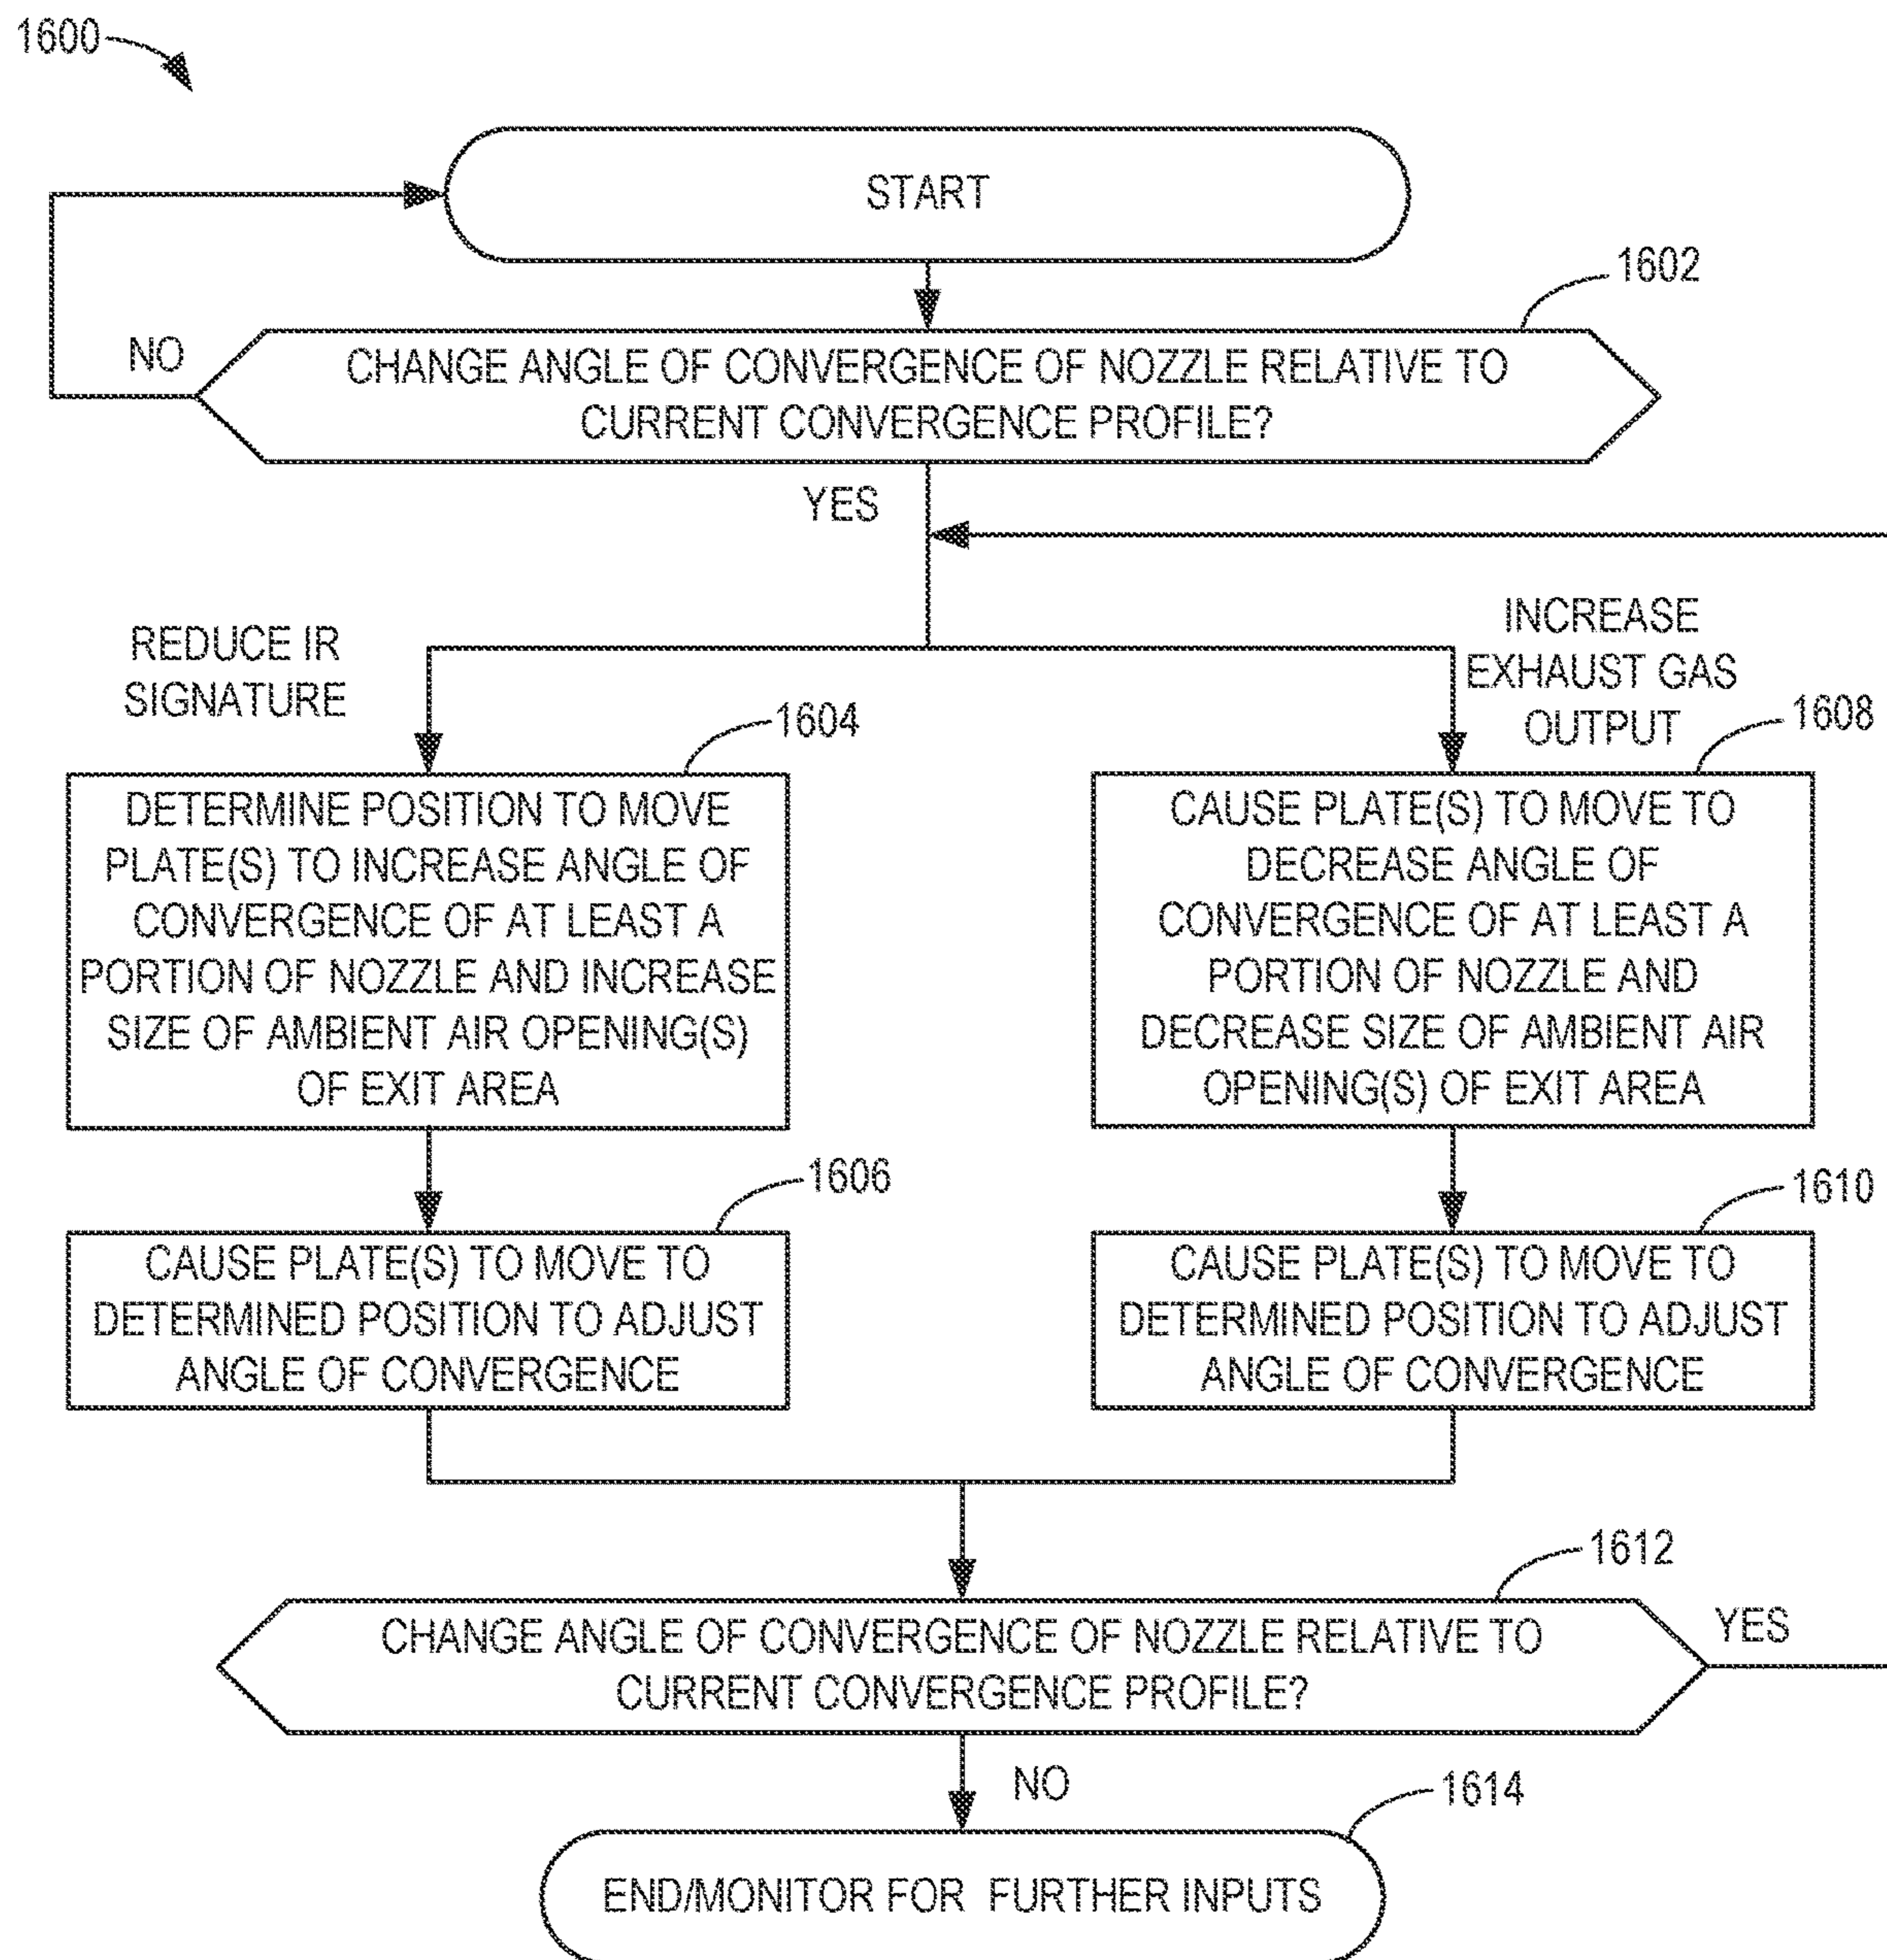 1600
START
1602
NO
CHANGE ANGLE OF CONVERGENCE OF NOZZLE RELATIVE TO
CURRENT CONVERGENCE PROFILE?
YES
REDUCE IR
SIGNATURE
INCREASE
EXHAUST GAS
OUTPUT
1604
DETERMINE POSITION TO MOVE
PLATE(S) TO INCREASE ANGLE OF
CONVERGENCE OF AT LEAST A
PORTION OF NOZZLE AND INCREASE
SIZE OF AMBIENT AIR OPENING(S)
OF EXIT AREA
1608
CAUSE PLATE(S) TO MOVE TO
DECREASE ANGLE OF
CONVERGENCE OF AT LEAST A
PORTION OF NOZZLE AND
DECREASE SIZE OF AMBIENT AIR
OPENING(S) OF EXIT AREA
1606
CAUSE PLATE(S) TO MOVE TO
DETERMINED POSITION TO ADJUST
ANGLE OF CONVERGENCE
1610
CAUSE PLATE(S) TO MOVE TO
DETERMINED POSITION TO ADJUST
ANGLE OF CONVERGENCE
1612
CHANGE ANGLE OF CONVERGENCE OF NOZZLE RELATIVE TO
CURRENT CONVERGENCE PROFILE?
YES
NO
1614
END/MONITOR FOR FURTHER INPUTS